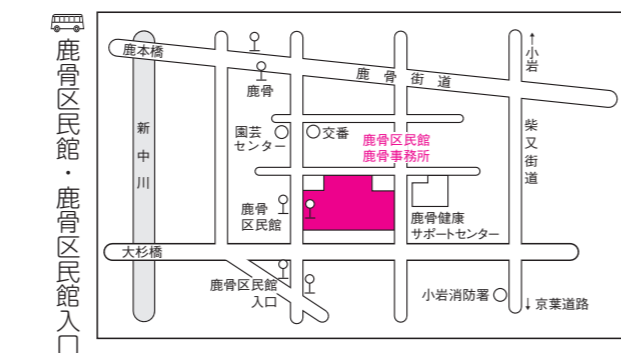 鹿骨区民館・鹿骨区民館入口
鹿本橋
鹿骨
鹿骨街道
↑小岩
新中川
園芸
センター
交番
鹿骨区民館
鹿骨事務所
柴又街道
鹿骨
区民館
鹿骨健康
サポートセンター
大杉橋
鹿骨区民館
入口
小岩消防署
↓京葉道路